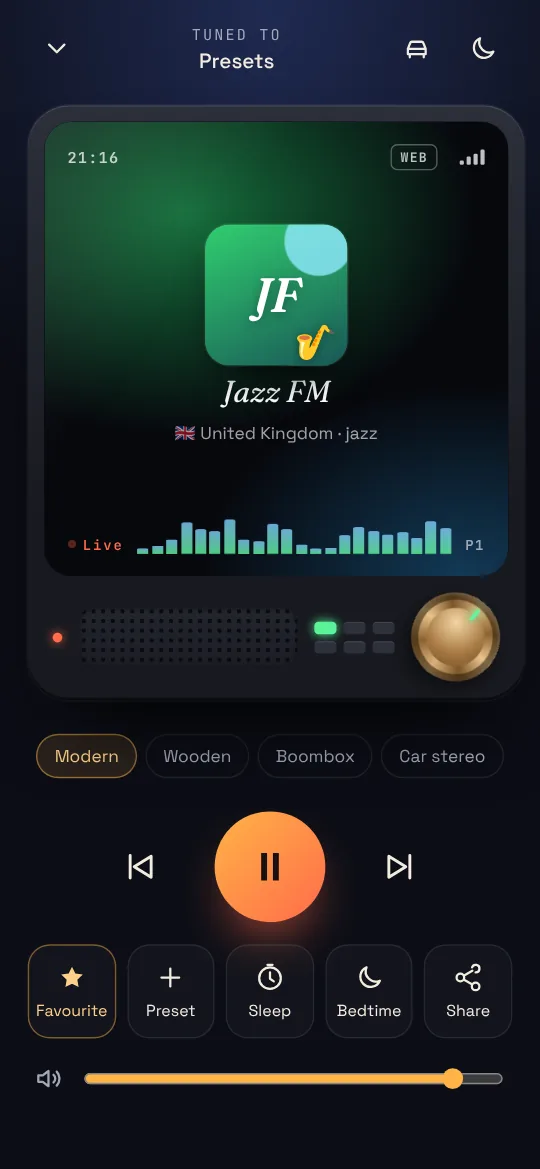 TUNED TO
Presets
21:16
WEB
JF
Jazz FM
United Kingdom · jazz
Live
P1
Modern
Wooden
Boombox
Car stereo
Favourite
Preset
Sleep
Bedtime
Share